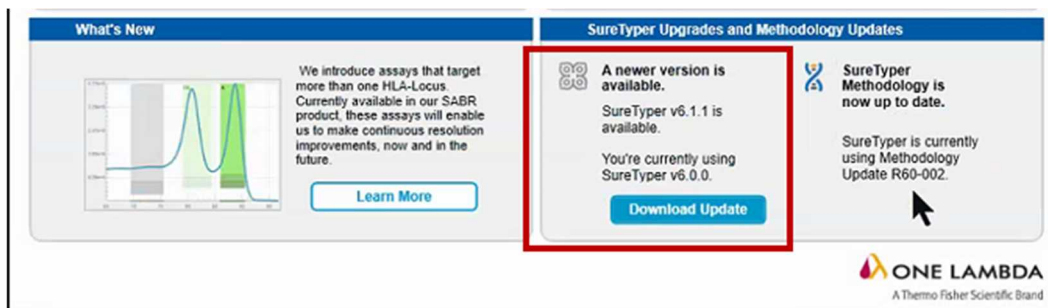 What's New
We introduce assays that target
more than one HLA-Locus.
Currently available in our SABR
product, these assays will enable
us to make continuous resolution
improvements, now and in the
future.
Learn More
SureTyper Upgrades and Methodology Updates
A newer version is
available.
SureTyper v6.1.1 is
available.
You're currently using
SureTyper v6.0.0.
Download Update
SureTyper
Methodology is
now up to date.
SureTyper is currently
using Methodology
Update R60-002.
ONE LAMBDA
A Thermo Fisher Scientific Brand